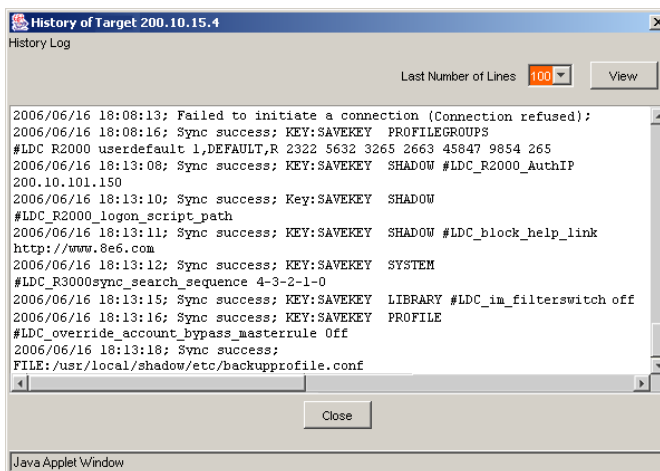 History of Target 200.10.15.4
History Log
Last Number of Lines 100 View
2006/06/16 18:08:13; Failed to initiate a connection (Connection refused);
2006/06/16 18:08:16; Sync success; KEY:SAVEKEY PROFILEGROUPS
#LDC R2000 userdefault 1,DEFAULT,R 2322 5632 3265 2663 45847 9854 265
2006/06/16 18:13:08; Sync success; KEY:SAVEKEY SHADOW #LDC_R2000_AuthIP
200.10.101.150
2006/06/16 18:13:10; Sync success; Key:SAVEKEY SHADOW
#LDC_R2000_logon_script_path
2006/06/16 18:13:11; Sync success; KEY:SAVEKEY SHADOW #LDC_block_help_link
http://www.8e6.com
2006/06/16 18:13:12; Sync success; KEY:SAVEKEY SYSTEM
#LDC_R3000sync_search_sequence 4-3-2-1-0
2006/06/16 18:13:15; Sync success; KEY:SAVEKEY LIBRARY #LDC_im_filterswitch off
2006/06/16 18:13:16; Sync success; KEY:SAVEKEY PROFILE
#LDC_override_account_bypass_masterrule Off
2006/06/16 18:13:18; Sync success;
FILE:/usr/local/shadow/etc/backupprofile.conf
Close
Java Applet Window